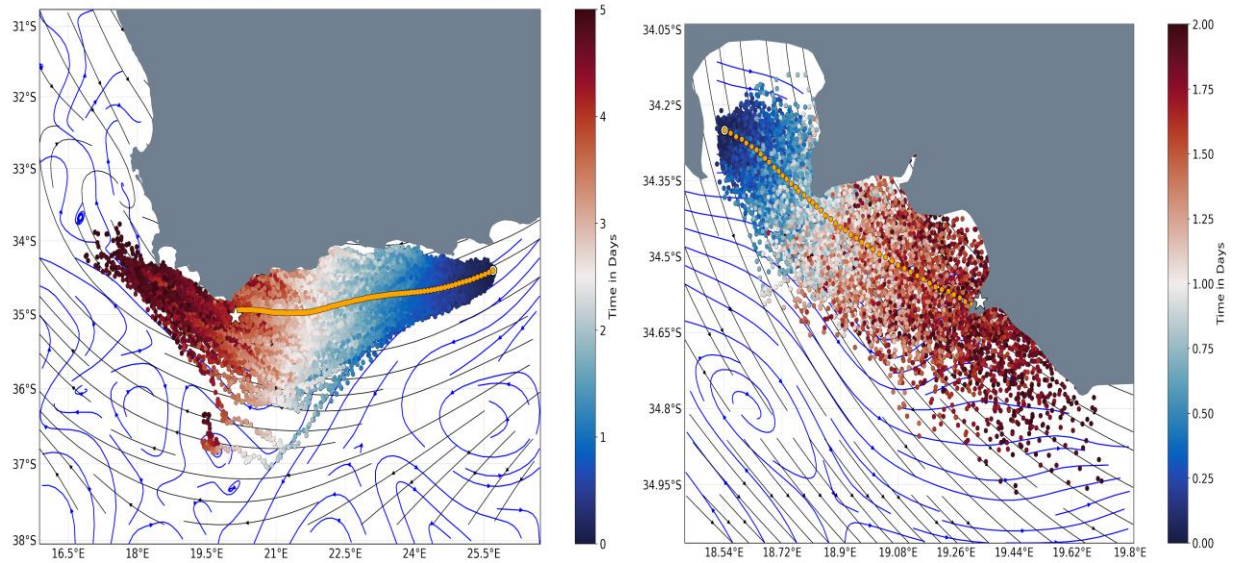 31°S
32°S
33°S
34°S
35°S
36°S
37°S
38°S
16.5°E 18°E 19.5°E 21°E 22.5°E 24°E 25.5°E
5
4
3
2
1
0
Time in Days
34.05°S
34.2°S
34.35°S
34.5°S
34.65°S
34.8°S
34.95°S
18.54°E 18.72°E 18.9°E 19.08°E 19.26°E 19.44°E 19.62°E 19.8°E
2.00
1.75
1.50
1.25
1.00
0.75
0.50
0.25
0.00
Time in Days